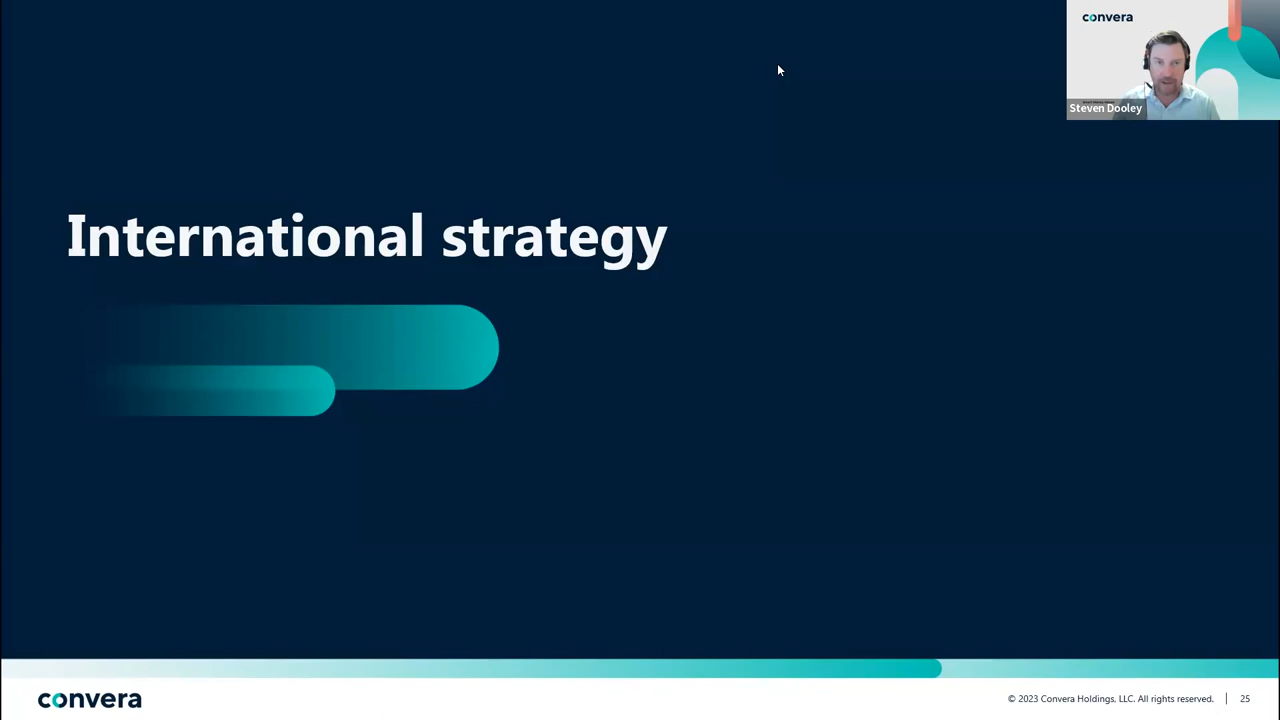 convera
Steven Dooley
International strategy
convera
© 2023 Convera Holdings, LLC. All rights reserved. | 25